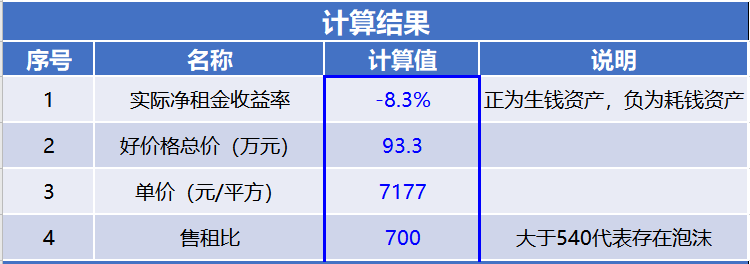 计算结果
序号 名称 计算值 说明
1 实际净租金收益率 -8.3% 正为生钱资产，负为耗钱资产
2 好价格总价（万元） 93.3
3 单价（元/平方） 7177
4 售租比 700 大于540代表存在泡沫